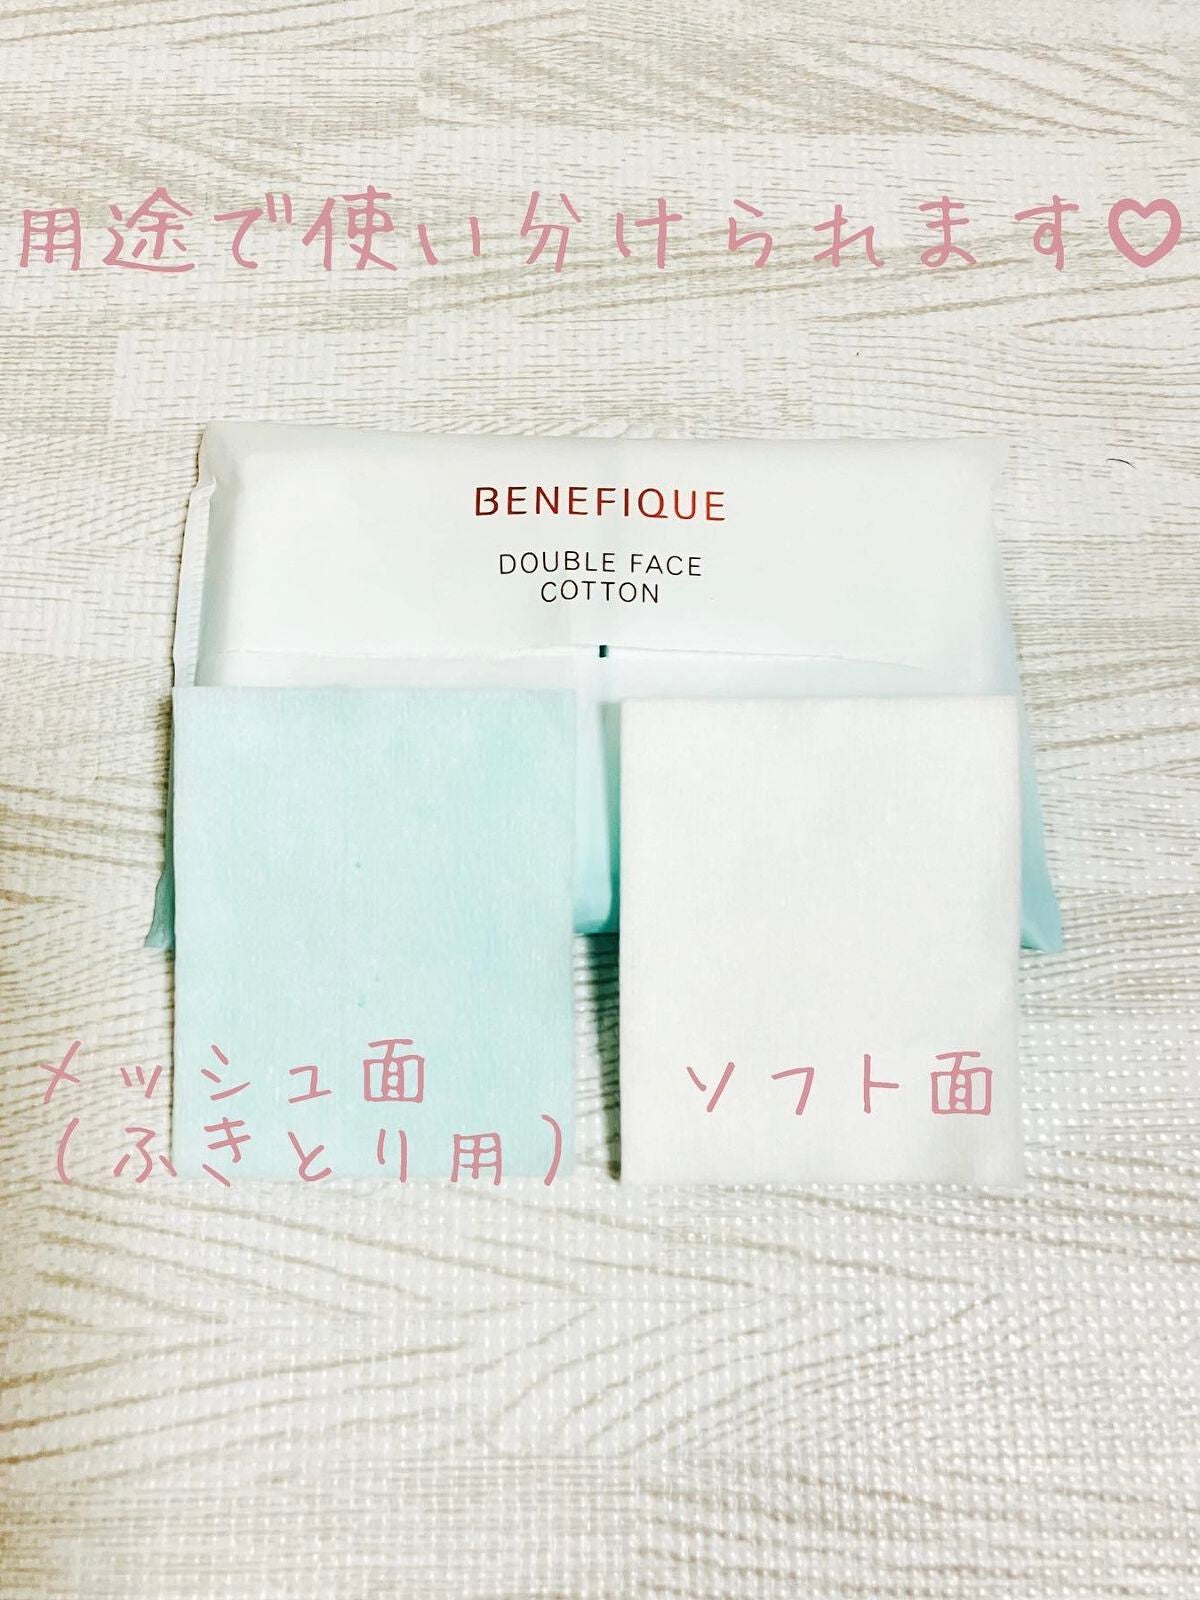 用途で使い分けられます♡
BENEFIQUE
DOUBLE FACE
COTTON
メッシュ面
(ふきとり用)
ソフト面